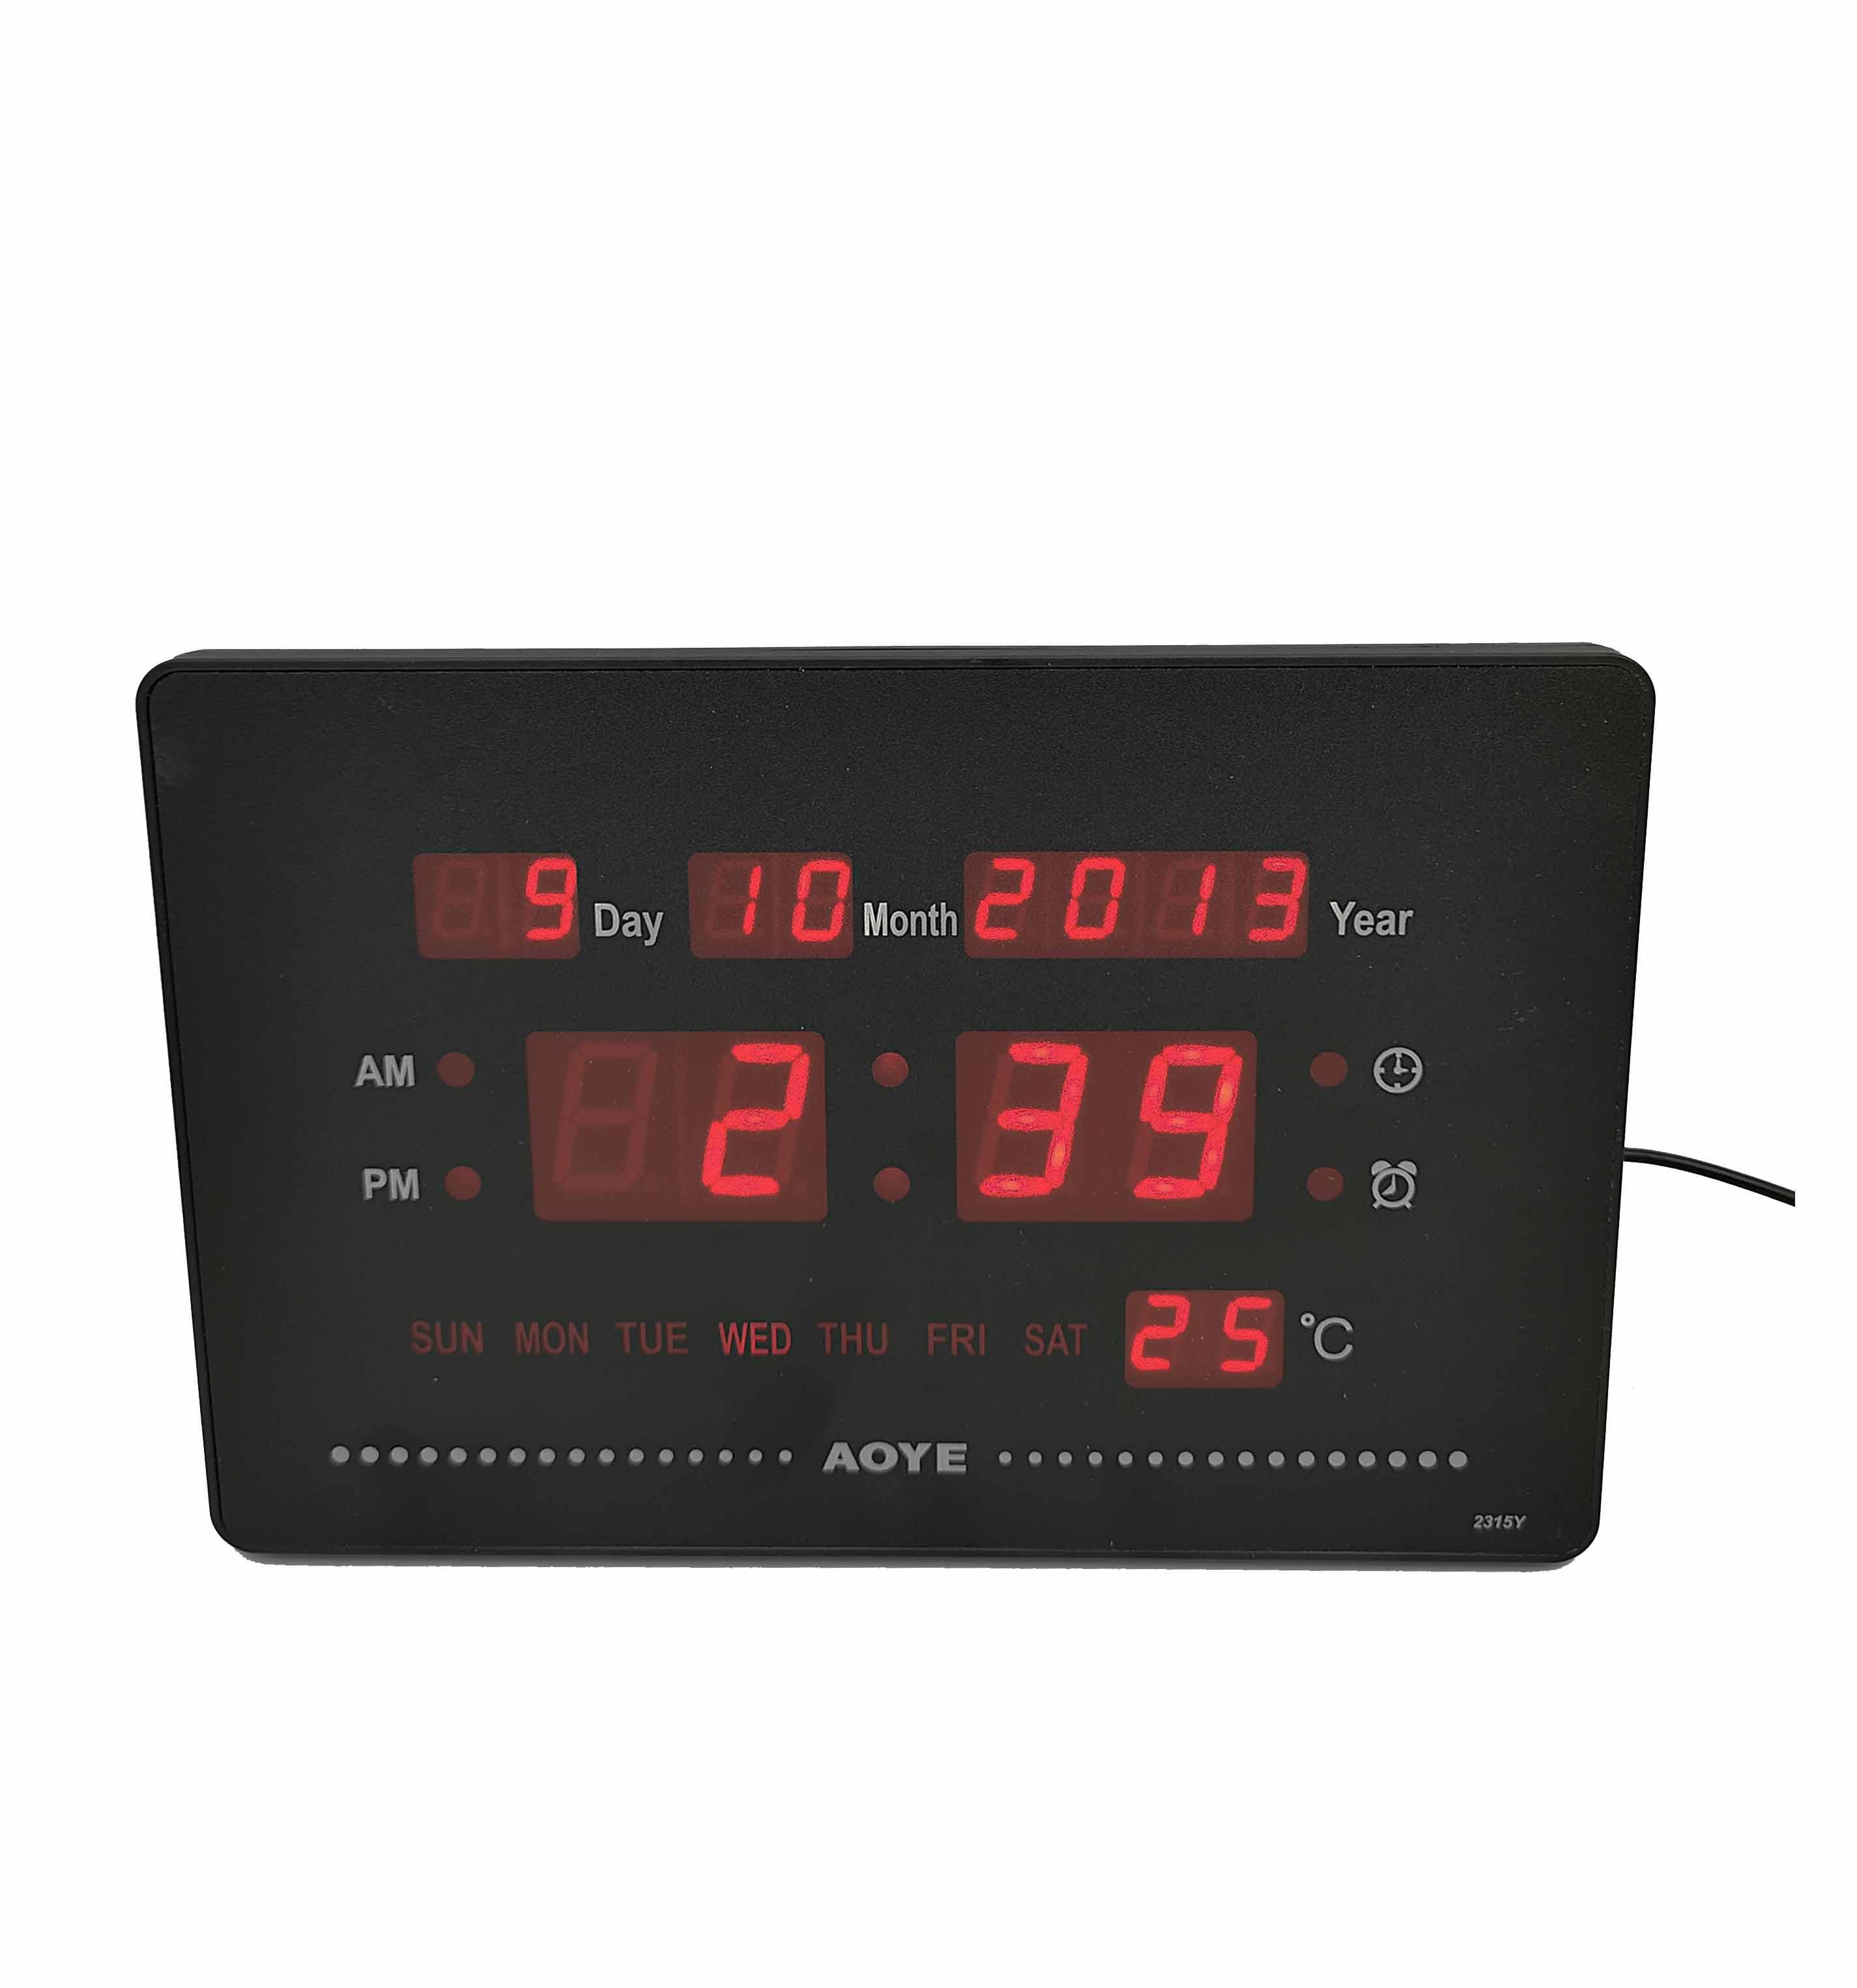 9 Day 10 Month 2013 Year
AM 2 39
PM
SUN MON TUE WED THU FRI SAT 25 °C
AOYE
2315Y